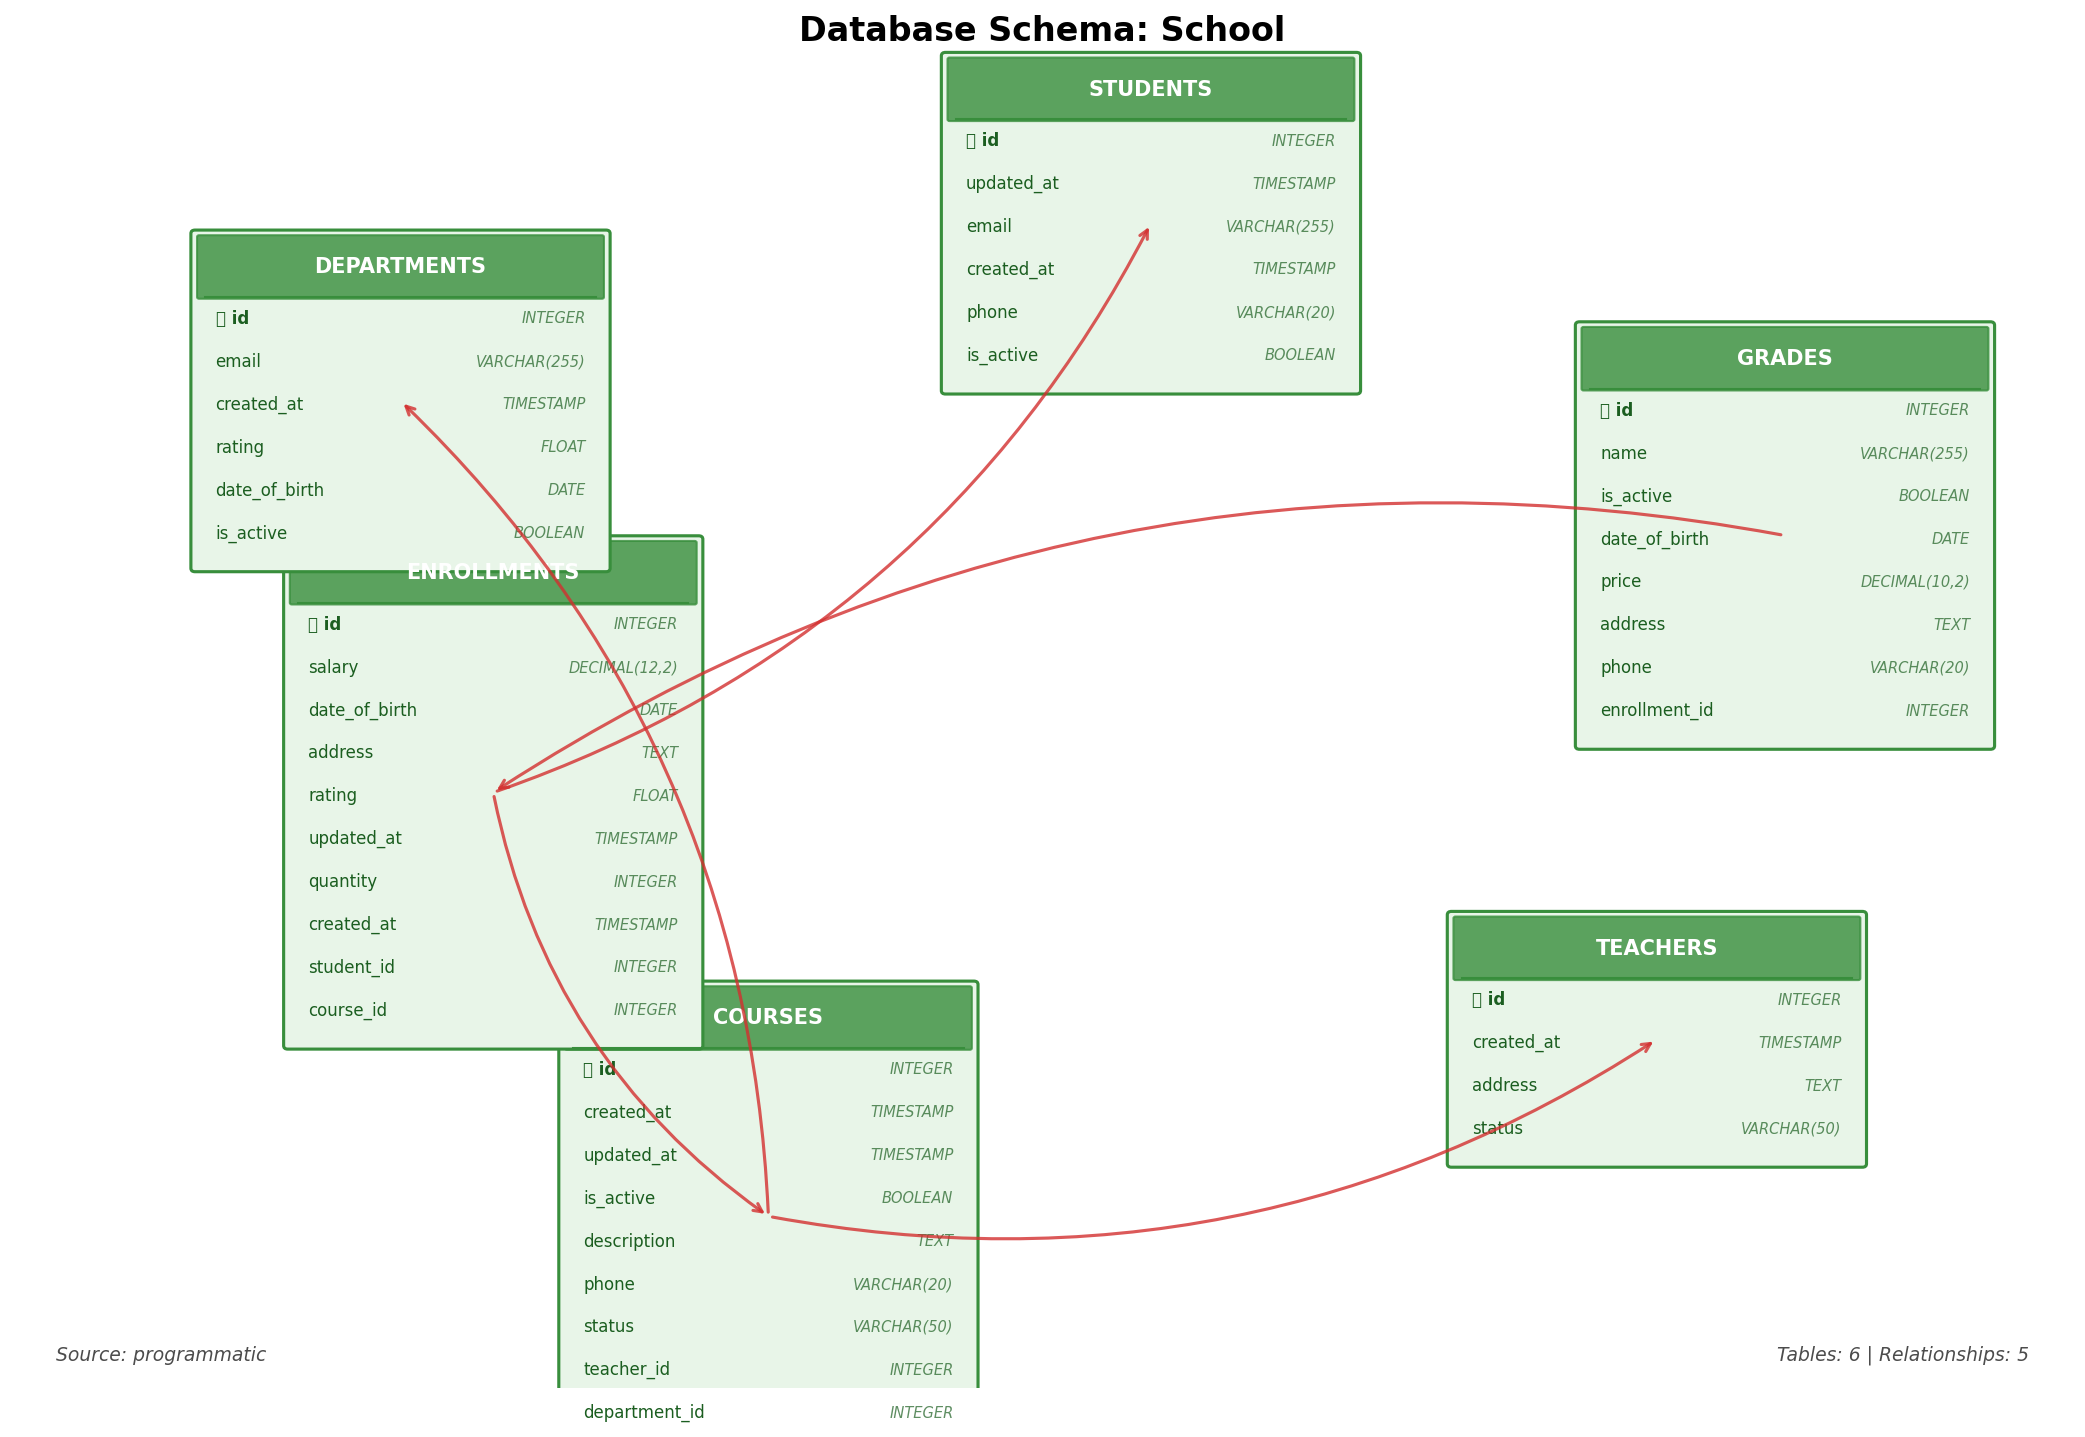 Database Schema: School
STUDENTS
id INTEGER
updated_at TIMESTAMP
email VARCHAR(255)
created_at TIMESTAMP
phone VARCHAR(20)
is_active BOOLEAN
DEPARTMENTS
id INTEGER
email VARCHAR(255)
created_at TIMESTAMP
rating FLOAT
date_of_birth DATE
is_active BOOLEAN
GRADES
id INTEGER
name VARCHAR(255)
is_active BOOLEAN
date_of_birth DATE
price DECIMAL(10,2)
address TEXT
phone VARCHAR(20)
enrollment_id INTEGER
ENROLLMENTS
id INTEGER
salary DECIMAL(12,2)
date_of_birth DATE
address TEXT
rating FLOAT
updated_at TIMESTAMP
quantity INTEGER
created_at TIMESTAMP
student_id INTEGER
course_id INTEGER
TEACHERS
id INTEGER
created_at TIMESTAMP
address TEXT
status VARCHAR(50)
COURSES
id INTEGER
created_at TIMESTAMP
updated_at TIMESTAMP
is_active BOOLEAN
description TEXT
phone VARCHAR(20)
status VARCHAR(50)
teacher_id INTEGER
department_id INTEGER
Source: programmatic
Tables: 6 | Relationships: 5